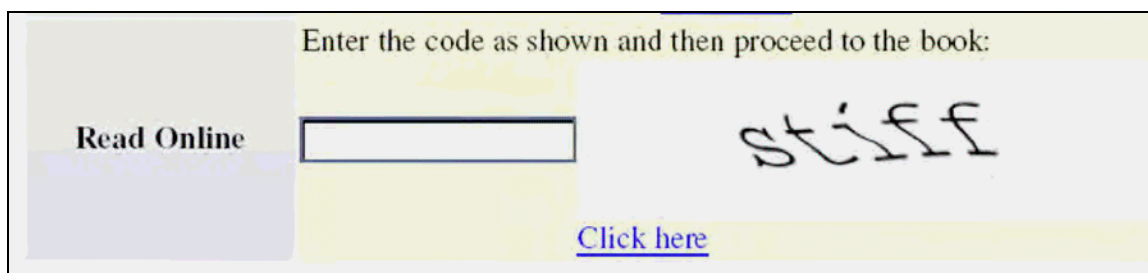 Enter the code as shown and then proceed to the book:
Read Online
stiff
Click here